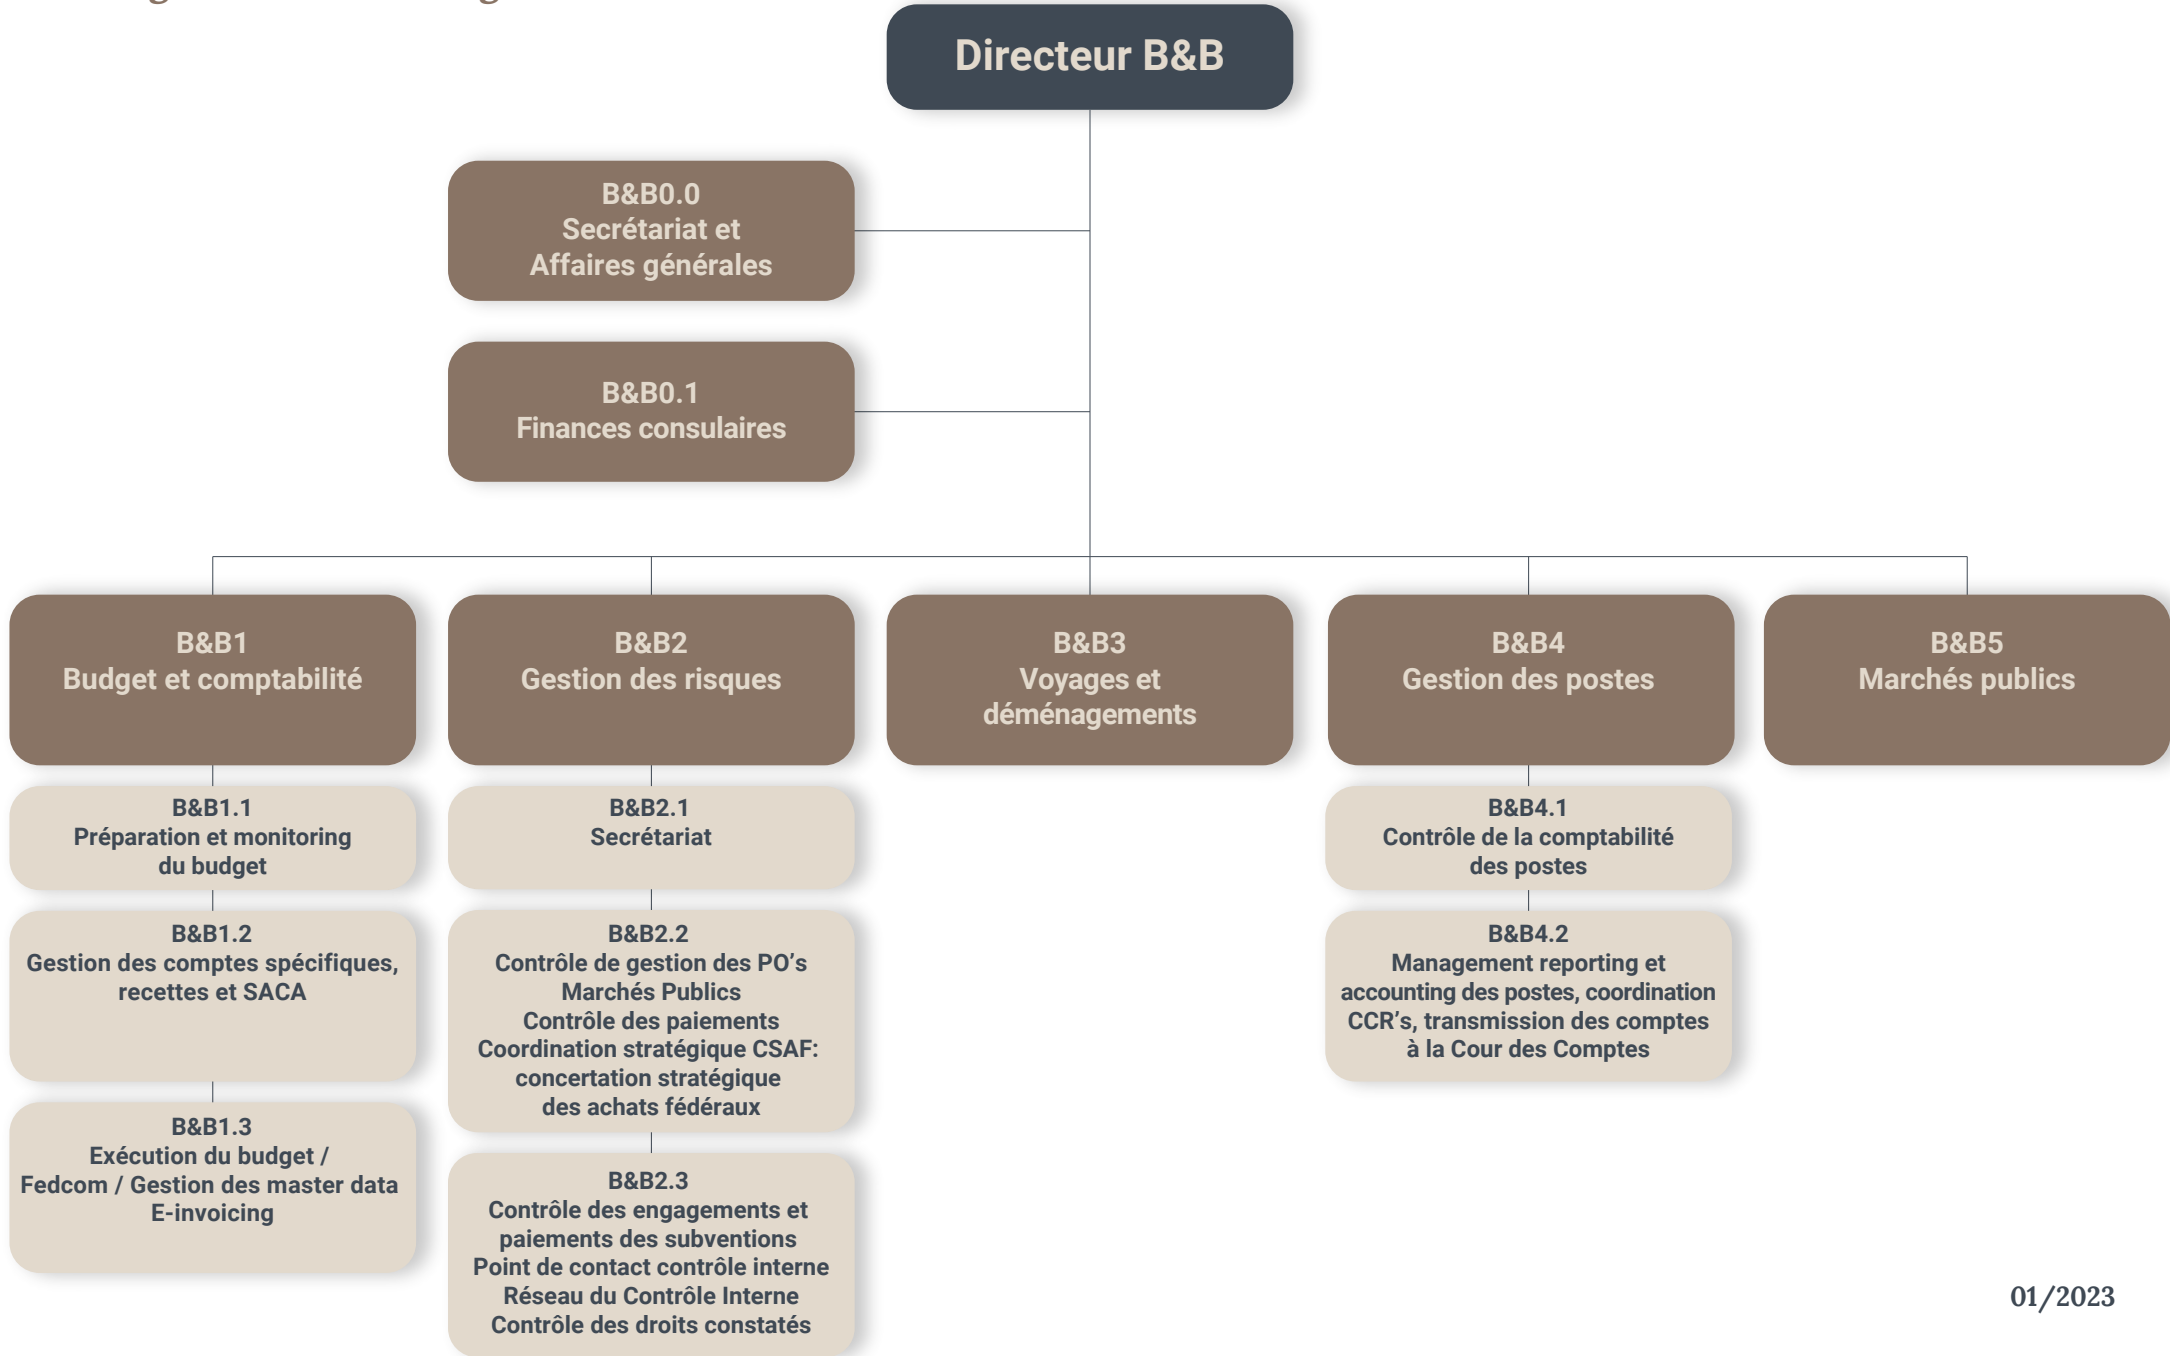 Directeur B&B
B&B0.0
Secrétariat et
Affaires générales
B&B0.1
Finances consulaires
B&B1
Budget et comptabilité
B&B2
Gestion des risques
B&B3
Voyages et
déménagements
B&B4
Gestion des postes
B&B5
Marchés publics
B&B1.1
Préparation et monitoring
du budget
B&B1.2
Gestion des comptes spécifiques,
recettes et SACA
B&B1.3
Exécution du budget /
Fedcom / Gestion des master data
E-invoicing
B&B2.1
Secrétariat
B&B2.2
Contrôle de gestion des PO’s
Marchés Publics
Contrôle des paiements
Coordination stratégique CSAF:
concertation stratégique
des achats fédéraux
B&B2.3
Contrôle des engagements et
paiements des subventions
Point de contact contrôle interne
Réseau du Contrôle Interne
Contrôle des droits constatés
B&B4.1
Contrôle de la comptabilité
des postes
B&B4.2
Management reporting et
accounting des postes, coordination
CCR’s, transmission des comptes
à la Cour des Comptes
01/2023